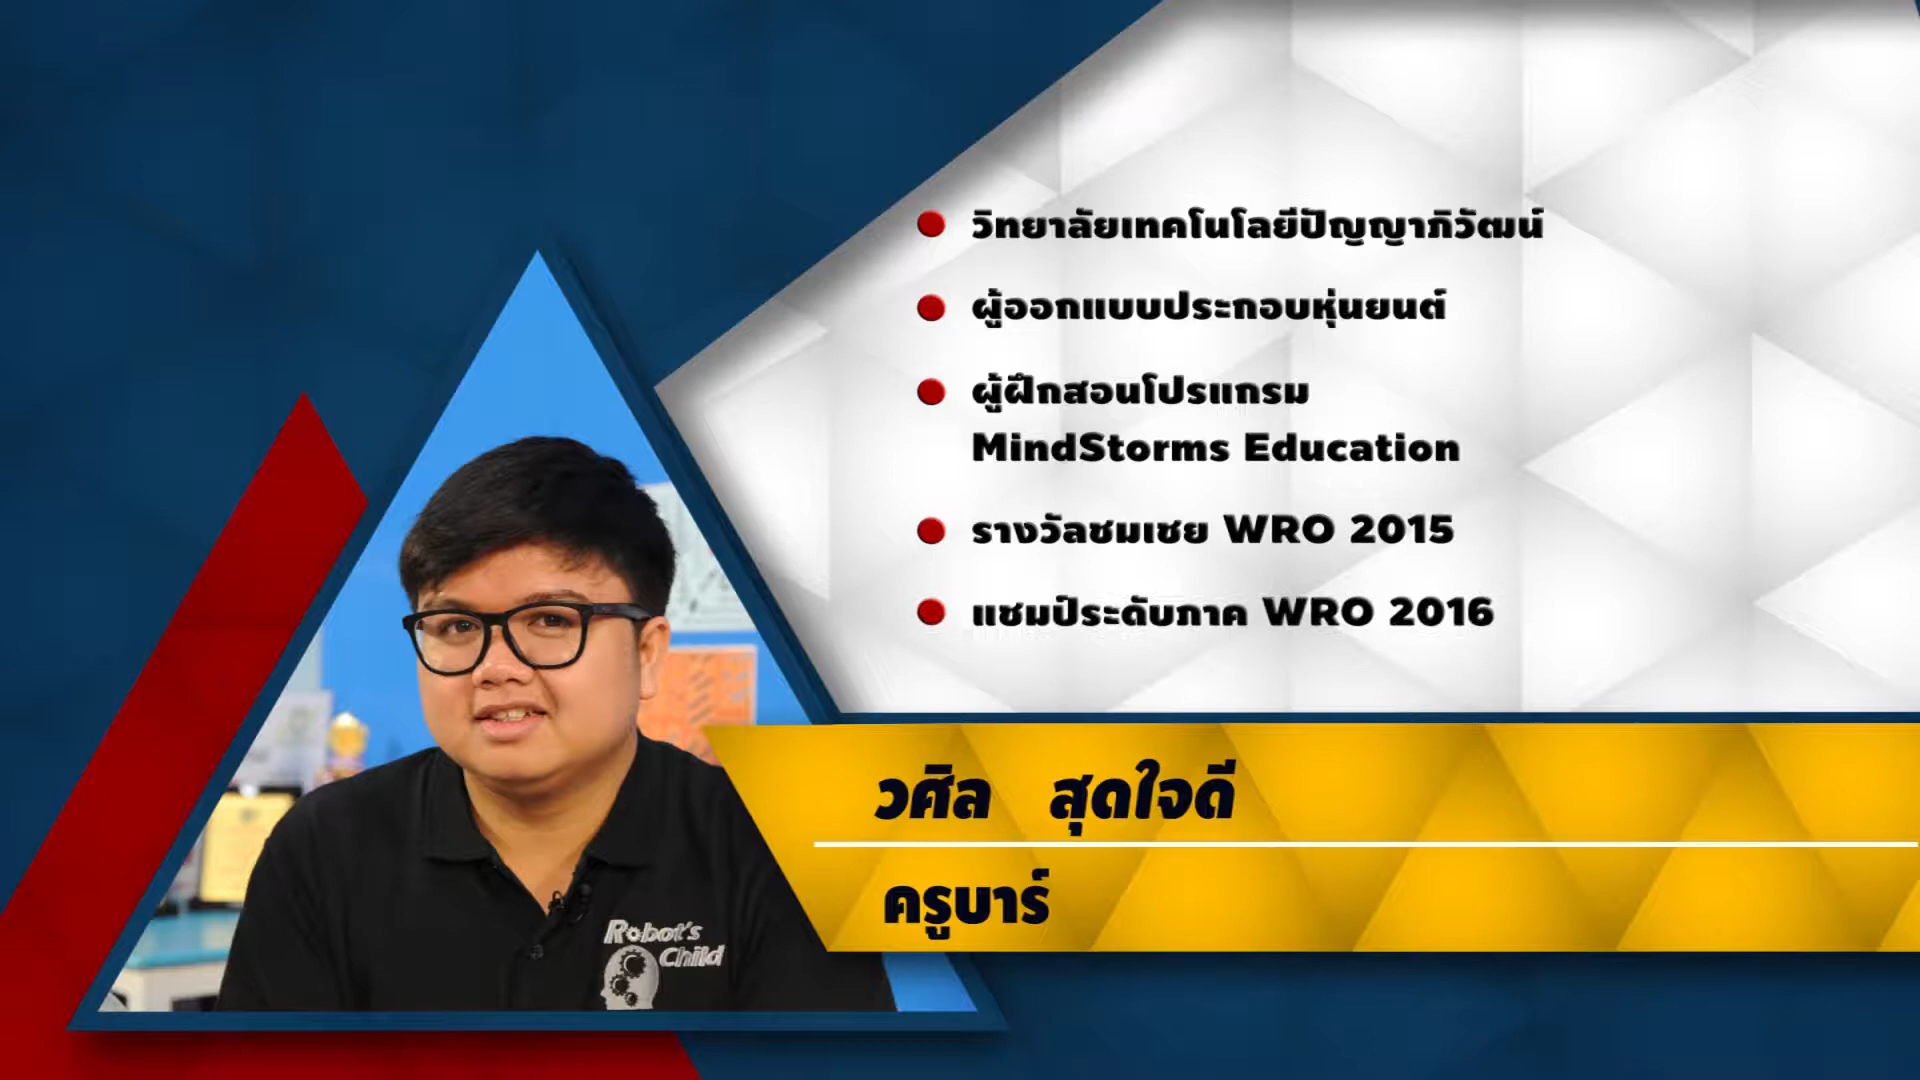 วิทยาลัยเทคโนโลยีปัญญาภิวัฒน์
ผู้ออกแบบประกอบหุ่นยนต์
ผู้ฝึกสอนโปรแกรม
MindStorms Education
รางวัลชมเชย WRO 2015
แชมป์ระดับภาค WRO 2016
วศิล สุดใจดี
ครูบาร์
Robot's
Child